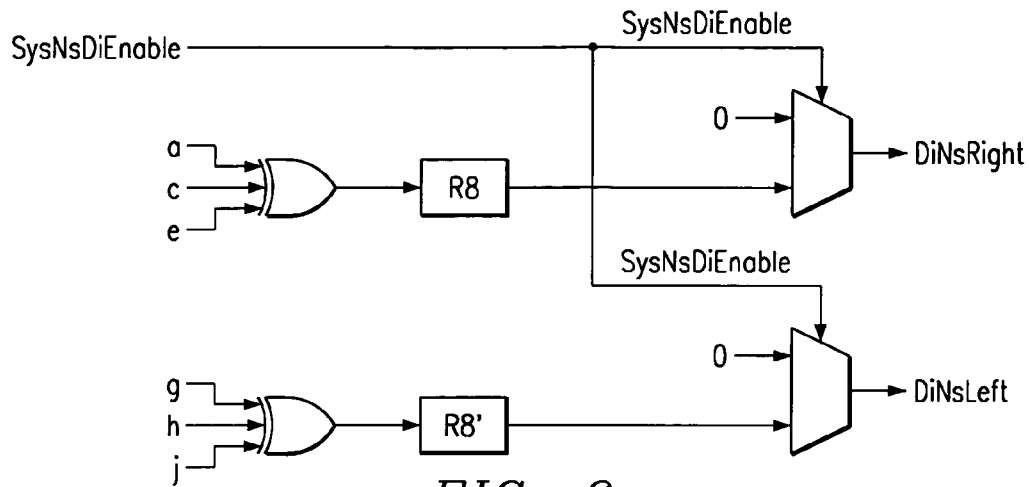 SysNsDiEnable
SysNsDiEnable
0
DiNsRight
a
c
e
R8
SysNsDiEnable
0
DiNsLeft
g
h
j
R8'